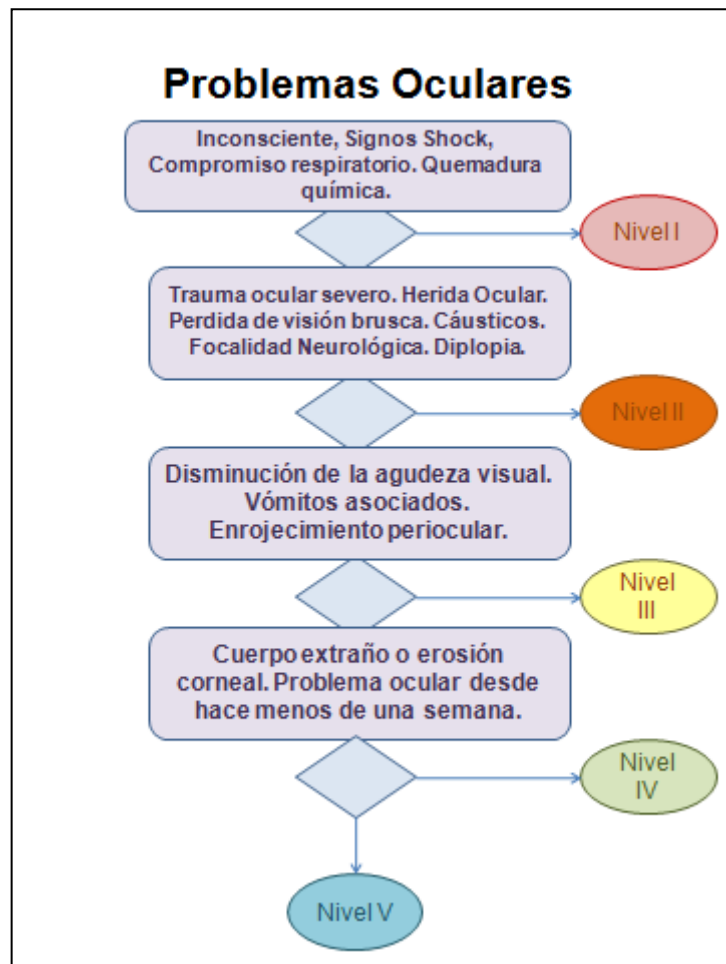 Problemas Oculares
Inconsciente, Signos Shock,
Compromiso respiratorio. Quemadura
química.
Nivel I
Trauma ocular severo. Herida Ocular.
Perdida de visión brusca. Cáusticos.
Focalidad Neurológica. Diplopia.
Nivel II
Disminución de la agudeza visual.
Vómitos asociados.
Enrojecimiento periocular.
Nivel
III
Cuerpo extraño o erosión
corneal. Problema ocular desde
hace menos de una semana.
Nivel
IV
Nivel V